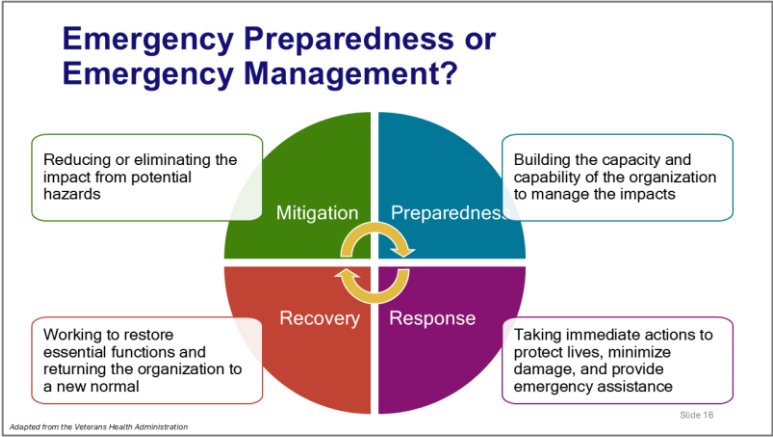 Emergency Preparedness or
Emergency Management?
Reducing or eliminating the
impact from potential
hazards
Building the capacity and
capability of the organization
to manage the impacts
Mitigation
Preparedness
Recovery
Response
Working to restore
essential functions and
returning the organization to
a new normal
Taking immediate actions to
protect lives, minimize
damage, and provide
emergency assistance
Slide 16
Adapted from the Veterans Health Administration